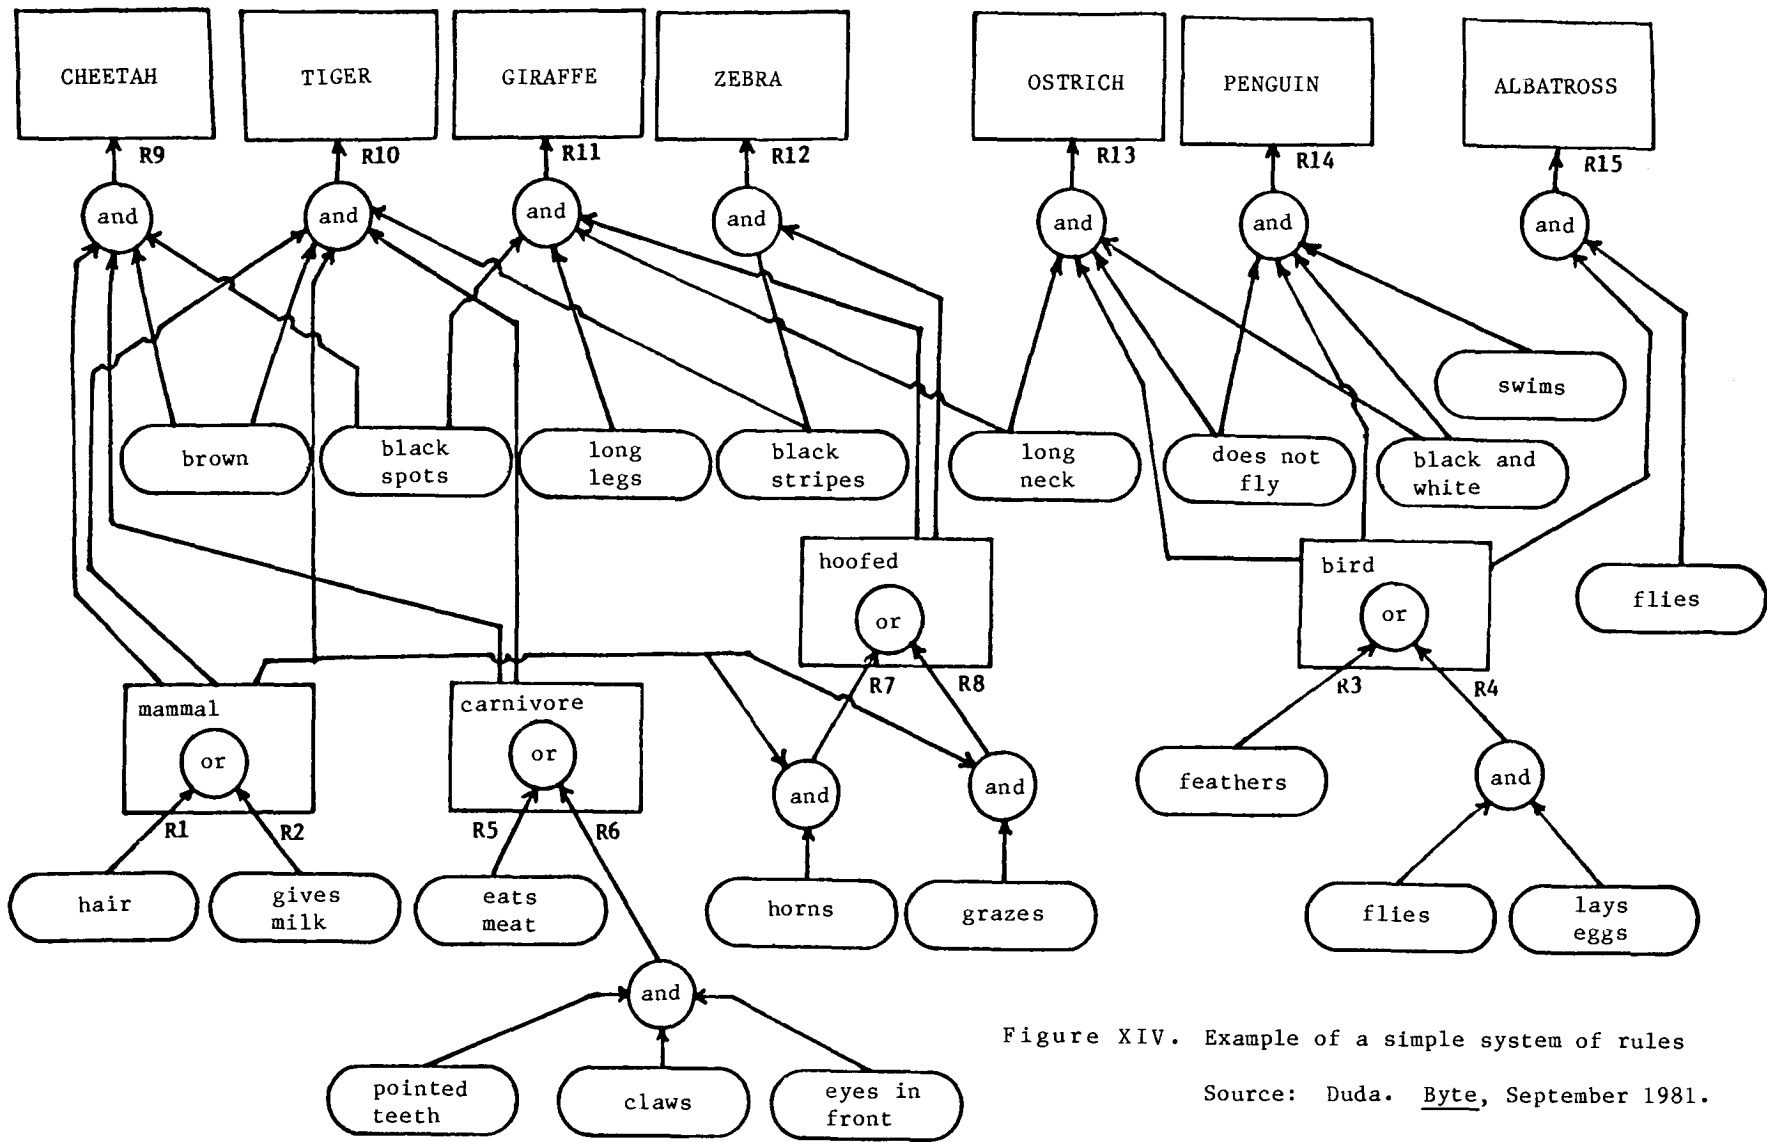 CHEETAH
TIGER
GIRAFFE
ZEBRA
OSTRICH
PENGUIN
ALBATROSS
R9
R10
R11
R12
R13
R14
R15
and
and
and
and
and
and
and
swims
brown
black
spots
long
legs
black
stripes
long
neck
does not
fly
black and
white
hoofed
or
bird
or
flies
mammal
or
carnivore
or
R7
R8
R3
R4
and
and
feathers
and
R1
R2
R5
R6
hair
gives
milk
eats
meat
horns
grazes
flies
lays
eggs
and
pointed
teeth
claws
eyes in
front
Figure XIV. Example of a simple system of rules
Source: Duda. Byte, September 1981.